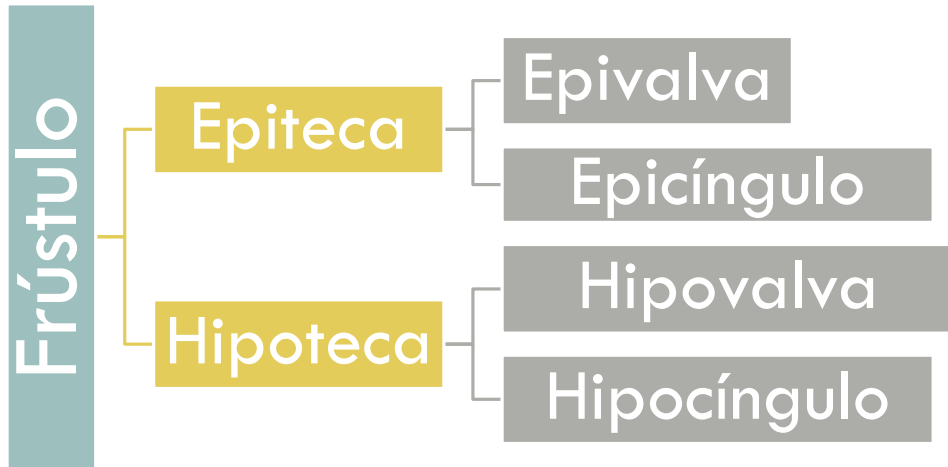 Frústulo
Epiteca
Epivalva
Epicíngulo
Hipoteca
Hipovalva
Hipocíngulo